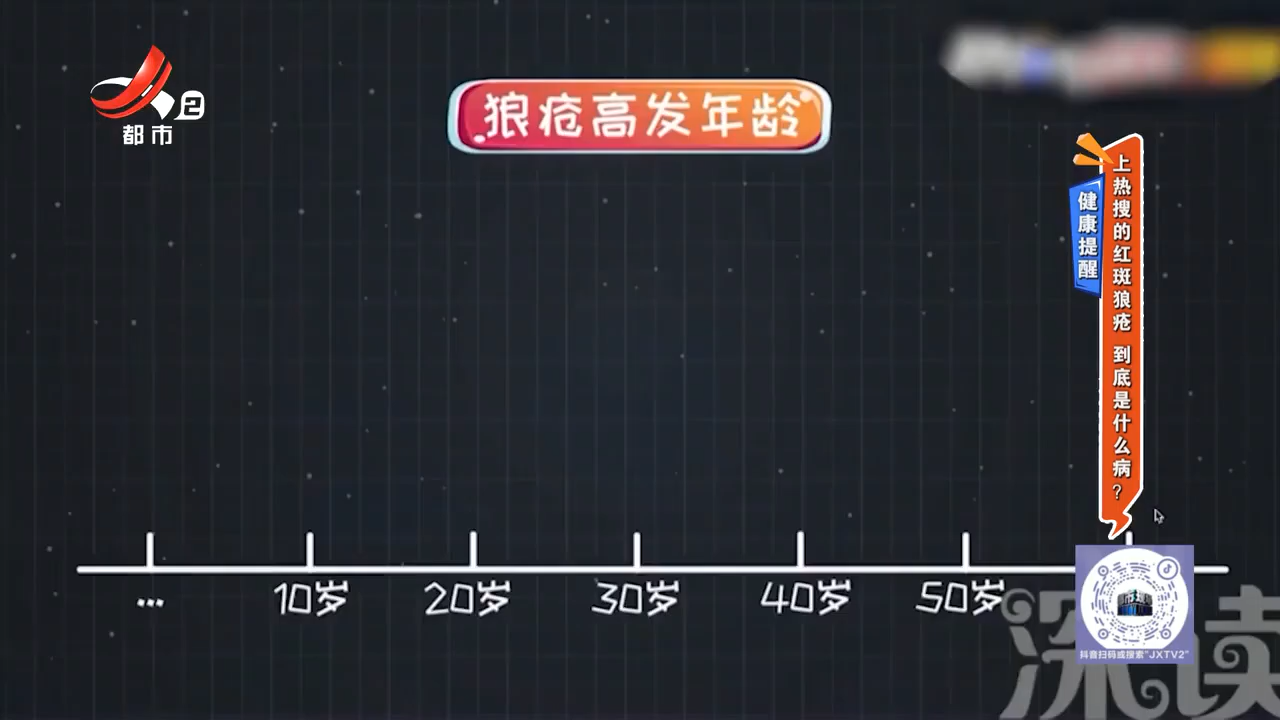 2
都市
狼疮高发年龄
健康提醒
上热搜的红斑狼疮 到底是什么病？
... 10岁 20岁 30岁 40岁 50岁
抖音扫码或搜索"JXTV2"
深读